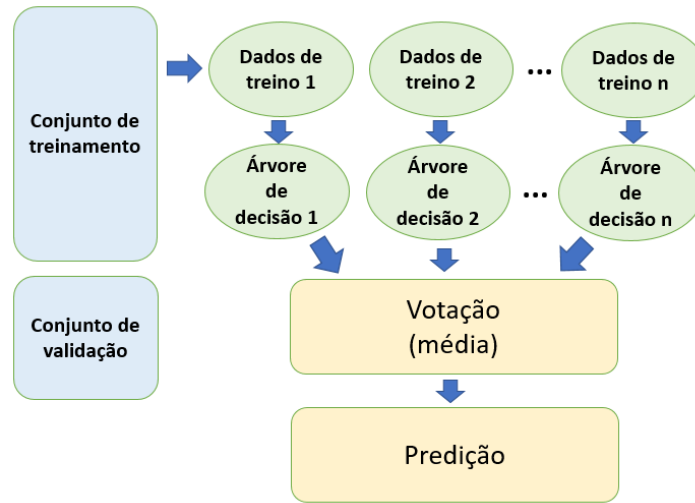 Conjunto de
treinamento
Dados de
treino 1
Dados de
treino 2
...
Dados de
treino n
Árvore
de
decisão 1
Árvore
de
decisão 2
...
Árvore
de
decisão n
Conjunto de
validação
Votação
(média)
Predição